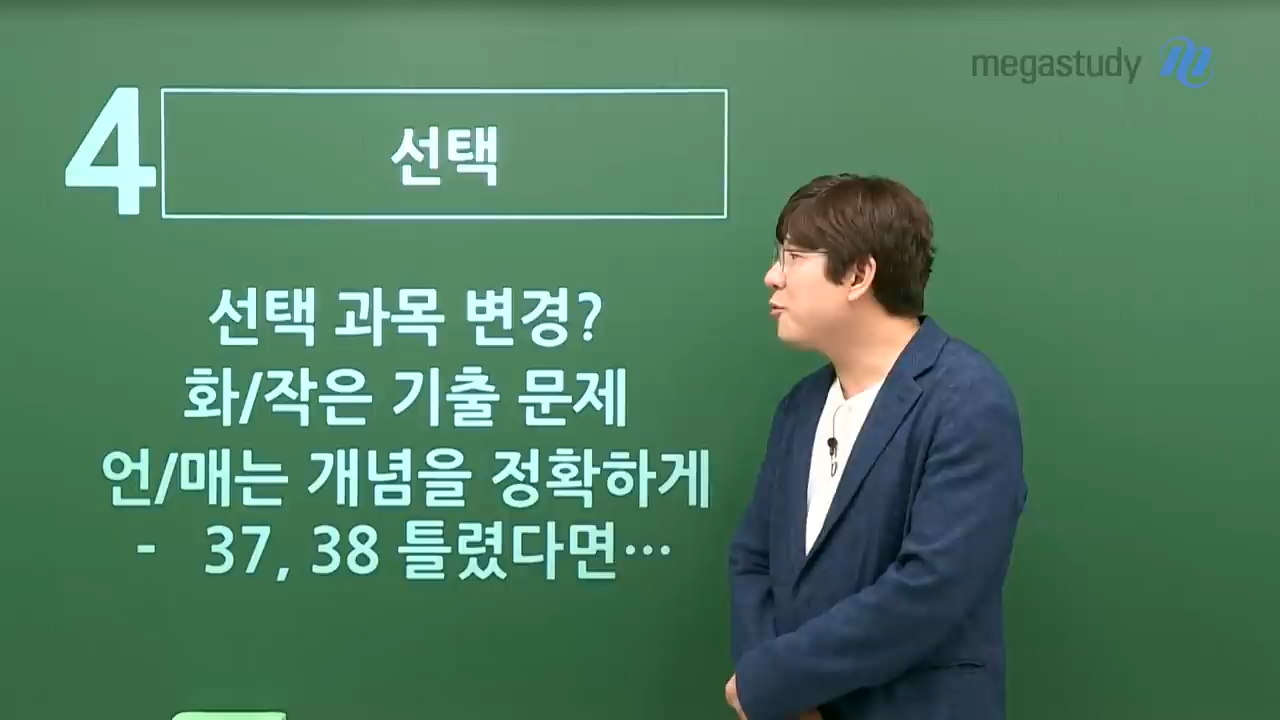 megastudy
4 선택
선택 과목 변경?
화/작은 기출 문제
언/매는 개념을 정확하게
- 37, 38 틀렸다면…